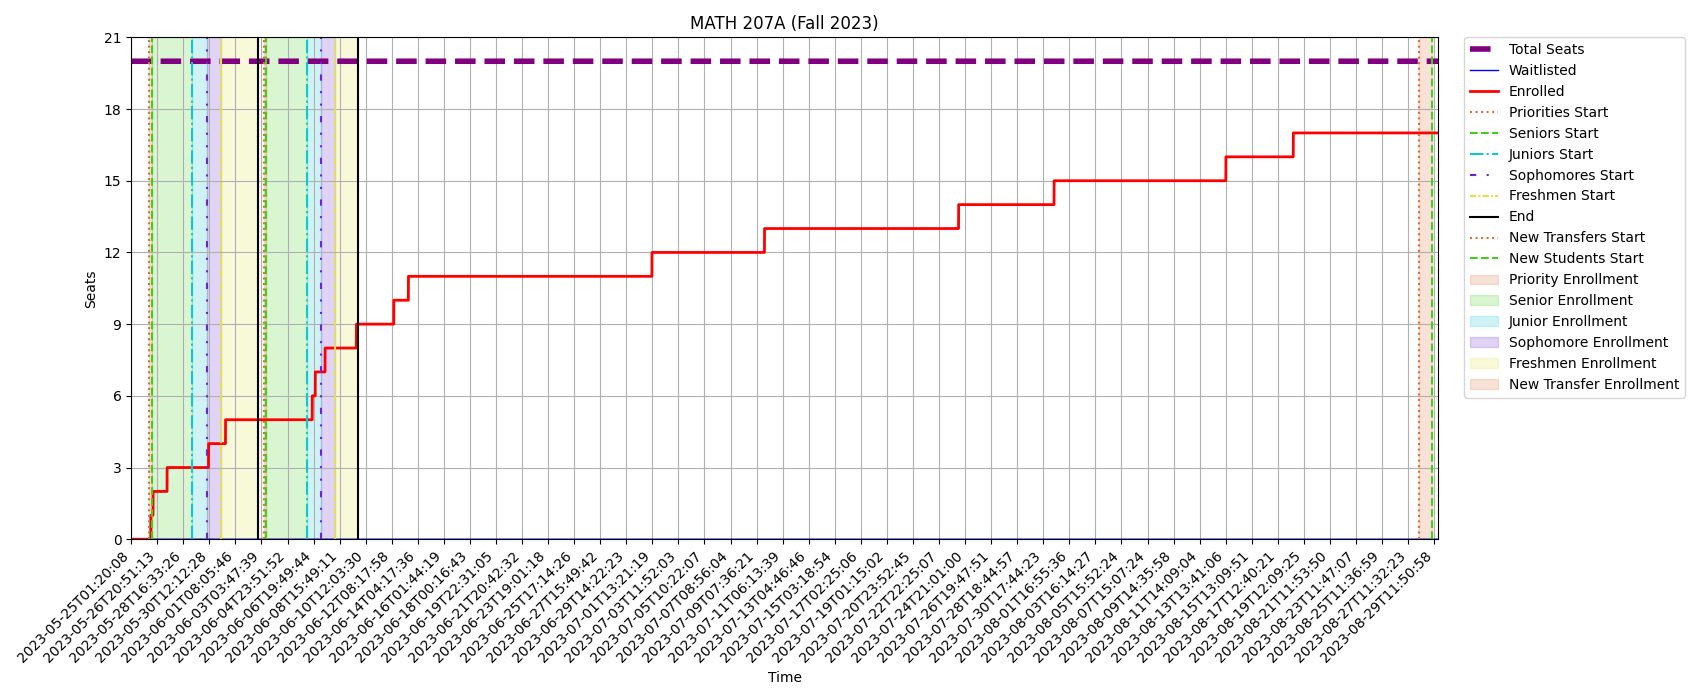 MATH 207A (Fall 2023)
21
18
15
12
9
6
3
0
Seats
2023-05-25T01:20:08
2023-05-26T20:51:13
2023-05-28T16:33:26
2023-05-30T12:12:28
2023-06-01T08:05:46
2023-06-03T03:47:39
2023-06-04T23:51:52
2023-06-06T19:49:44
2023-06-08T15:49:11
2023-06-10T12:03:30
2023-06-12T08:17:58
2023-06-14T04:17:36
2023-06-16T01:44:19
2023-06-18T00:16:43
2023-06-19T22:31:05
2023-06-21T20:42:32
2023-06-23T19:01:18
2023-06-25T17:14:26
2023-06-27T15:49:42
2023-06-29T14:22:23
2023-07-01T13:21:19
2023-07-03T11:52:03
2023-07-05T10:22:07
2023-07-07T08:56:04
2023-07-09T07:36:21
2023-07-11T06:13:39
2023-07-13T04:46:46
2023-07-15T03:18:54
2023-07-17T02:25:06
2023-07-19T01:15:02
2023-07-20T23:52:45
2023-07-22T22:25:07
2023-07-24T21:01:00
2023-07-26T19:47:51
2023-07-28T18:44:57
2023-07-30T17:44:23
2023-08-01T16:55:36
2023-08-03T16:14:27
2023-08-05T15:52:24
2023-08-07T15:07:24
2023-08-09T14:35:58
2023-08-11T14:09:04
2023-08-13T13:41:06
2023-08-15T13:09:51
2023-08-17T12:40:21
2023-08-19T12:09:25
2023-08-21T11:53:50
2023-08-23T11:47:07
2023-08-25T11:36:59
2023-08-27T11:32:23
2023-08-29T11:50:58
Time
Total Seats
Waitlisted
Enrolled
Priorities Start
Seniors Start
Juniors Start
Sophomores Start
Freshmen Start
End
New Transfers Start
New Students Start
Priority Enrollment
Senior Enrollment
Junior Enrollment
Sophomore Enrollment
Freshmen Enrollment
New Transfer Enrollment